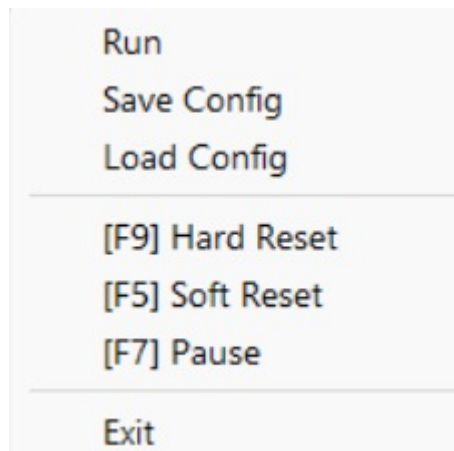 Run
Save Config
Load Config
[F9] Hard Reset
[F5] Soft Reset
[F7] Pause
Exit